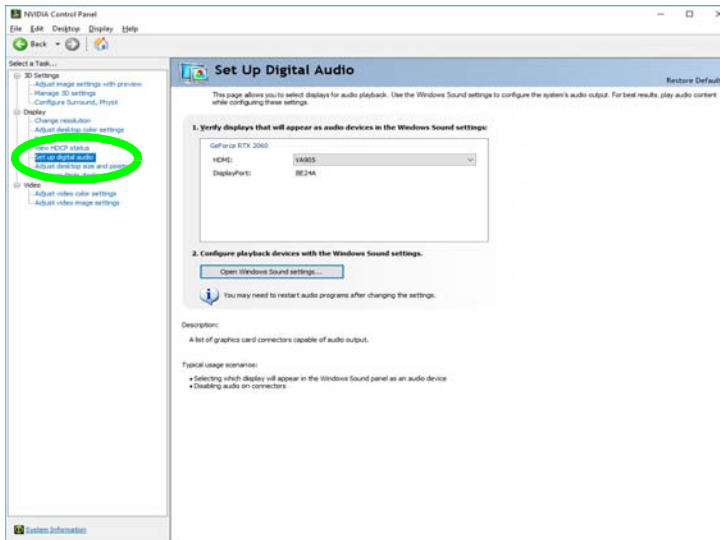 NVIDIA Control Panel
File Edit Desktop Display Help
Back
Select a Task...
3D Settings
Adjust image settings with preview
Manage 3D settings
Configure Surround, PhysX
Display
Change resolution
Adjust desktop color settings
View HDCP status
Set up digital audio
Adjust desktop size and
Video
Adjust video color settings
Adjust video image settings
System Information
Set Up Digital Audio
Restore Default
This page allows you to select displays for audio playback. Use the Windows Sound settings to configure the system's audio output. For best results, play audio content
while configuring these settings.
1. Verify displays that will appear as audio devices in the Windows Sound settings:
GeForce RTX 2060
HDMI: VA905
DisplayPort: BE24A
2. Configure playback devices with the Windows Sound settings.
Open Windows Sound settings...
You may need to restart audio programs after changing the settings.
Description:
A list of graphics card connectors capable of audio output.
Typical usage scenarios:
• Selecting which display will appear in the Windows Sound panel as an audio device
• Disabling audio on connectors